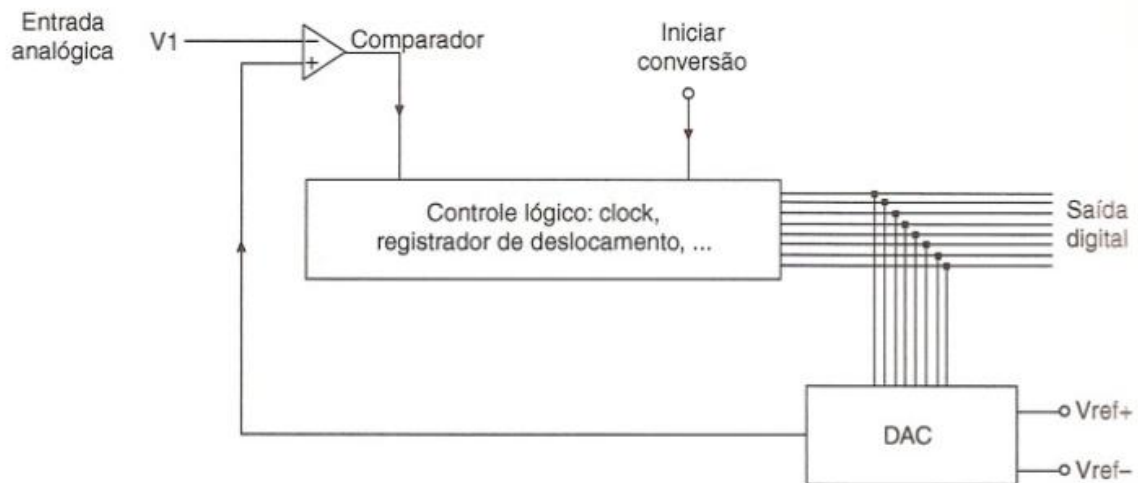 Entrada
analógica
V1
−
+
Comparador
Iniciar
conversão
Controle lógico: clock,
registrador de deslocamento, ...
Saída
digital
DAC
Vref+
Vref−